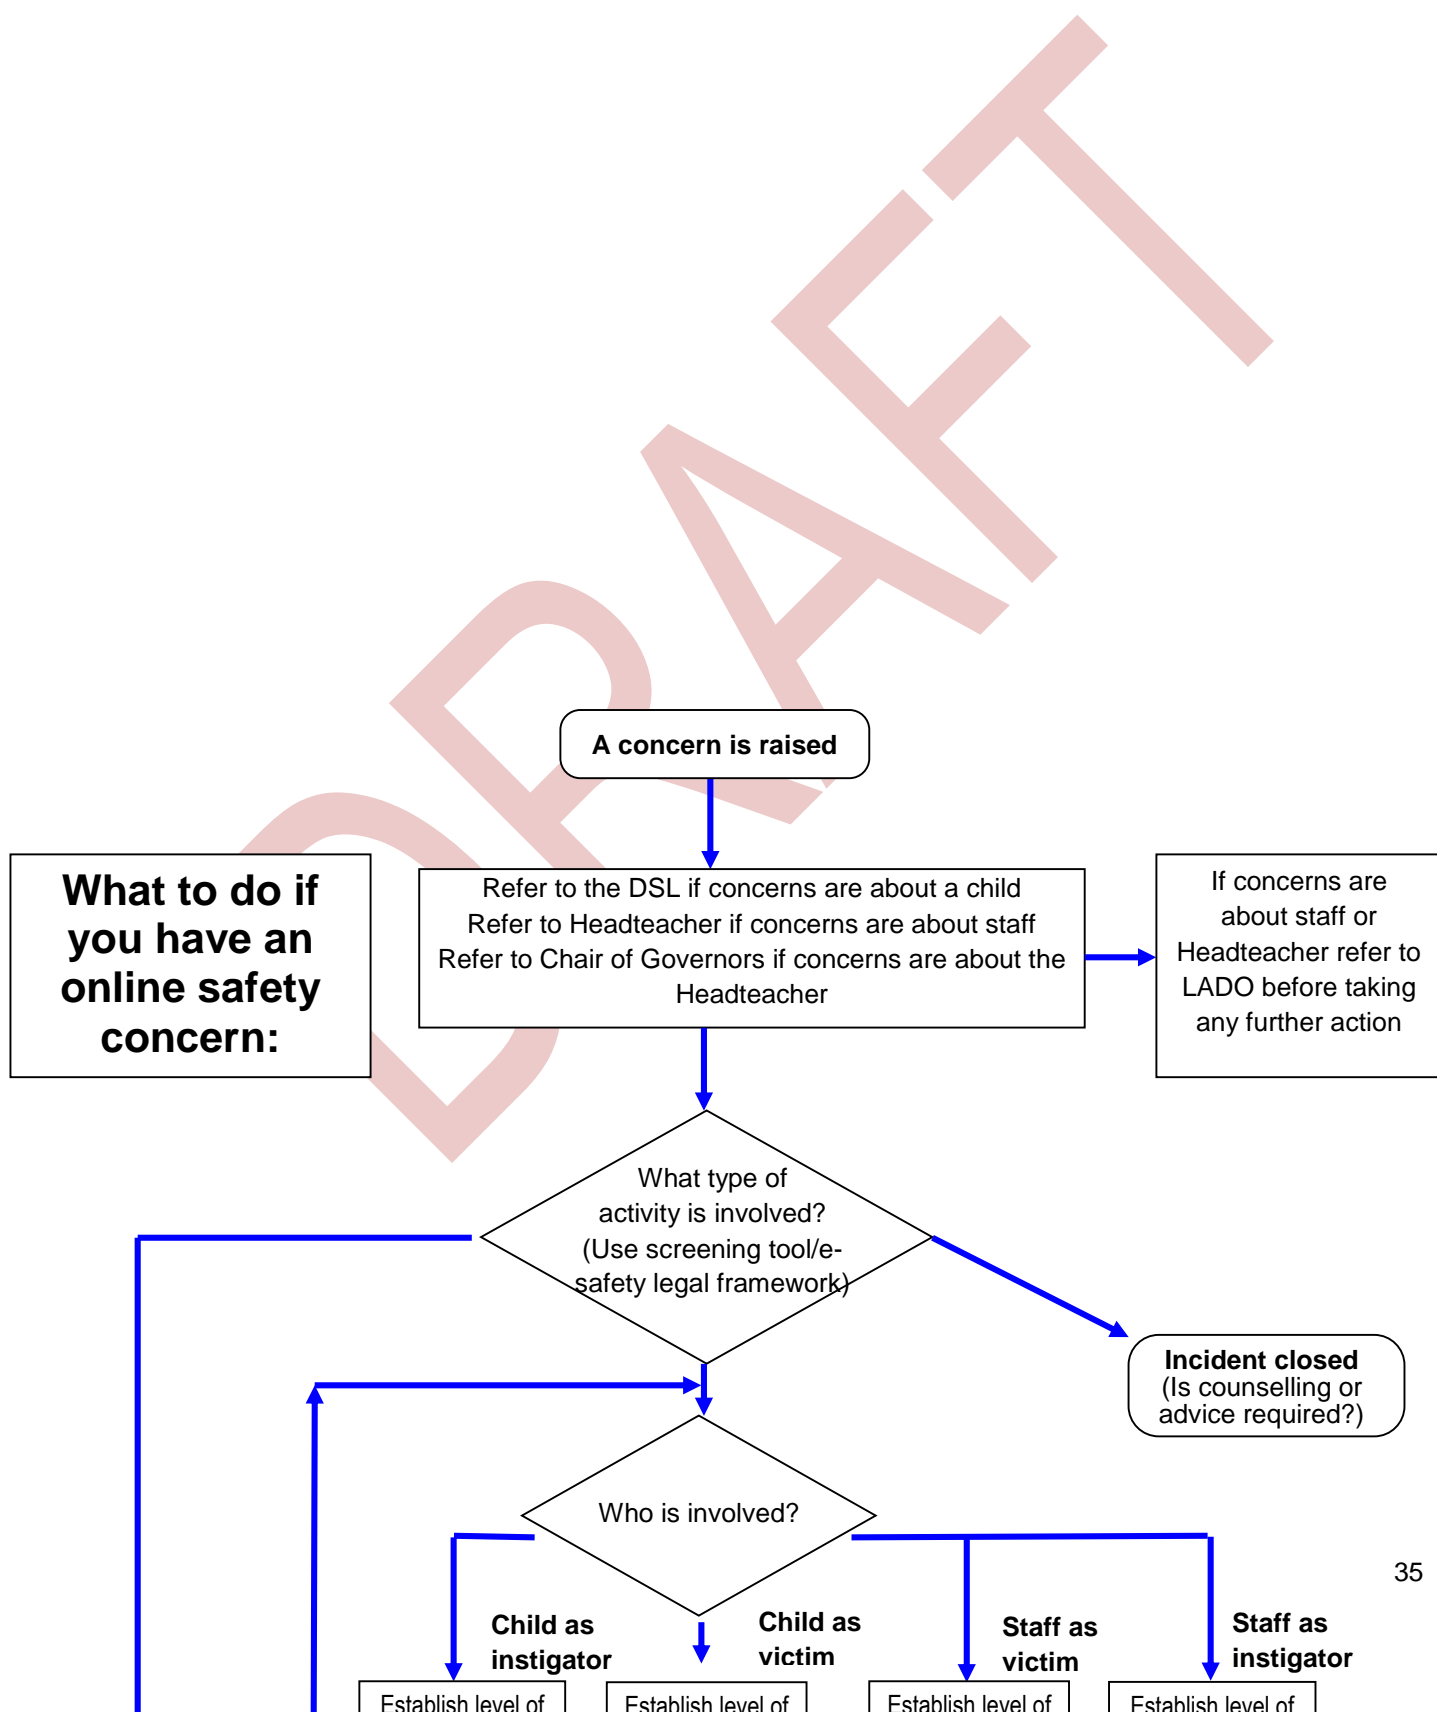 DRAFT
A concern is raised
What to do if
you have an
online safety
concern:
Refer to the DSL if concerns are about a child
Refer to Headteacher if concerns are about staff
Refer to Chair of Governors if concerns are about the
Headteacher
If concerns are
about staff or
Headteacher refer to
LADO before taking
any further action
What type of
activity is involved?
(Use screening tool/e-
safety legal framework)
Incident closed
(Is counselling or
advice required?)
Who is involved?
35
Child as
instigator
Child as
victim
Staff as
victim
Staff as
instigator
Establish level of
Establish level of
Establish level of
Establish level of